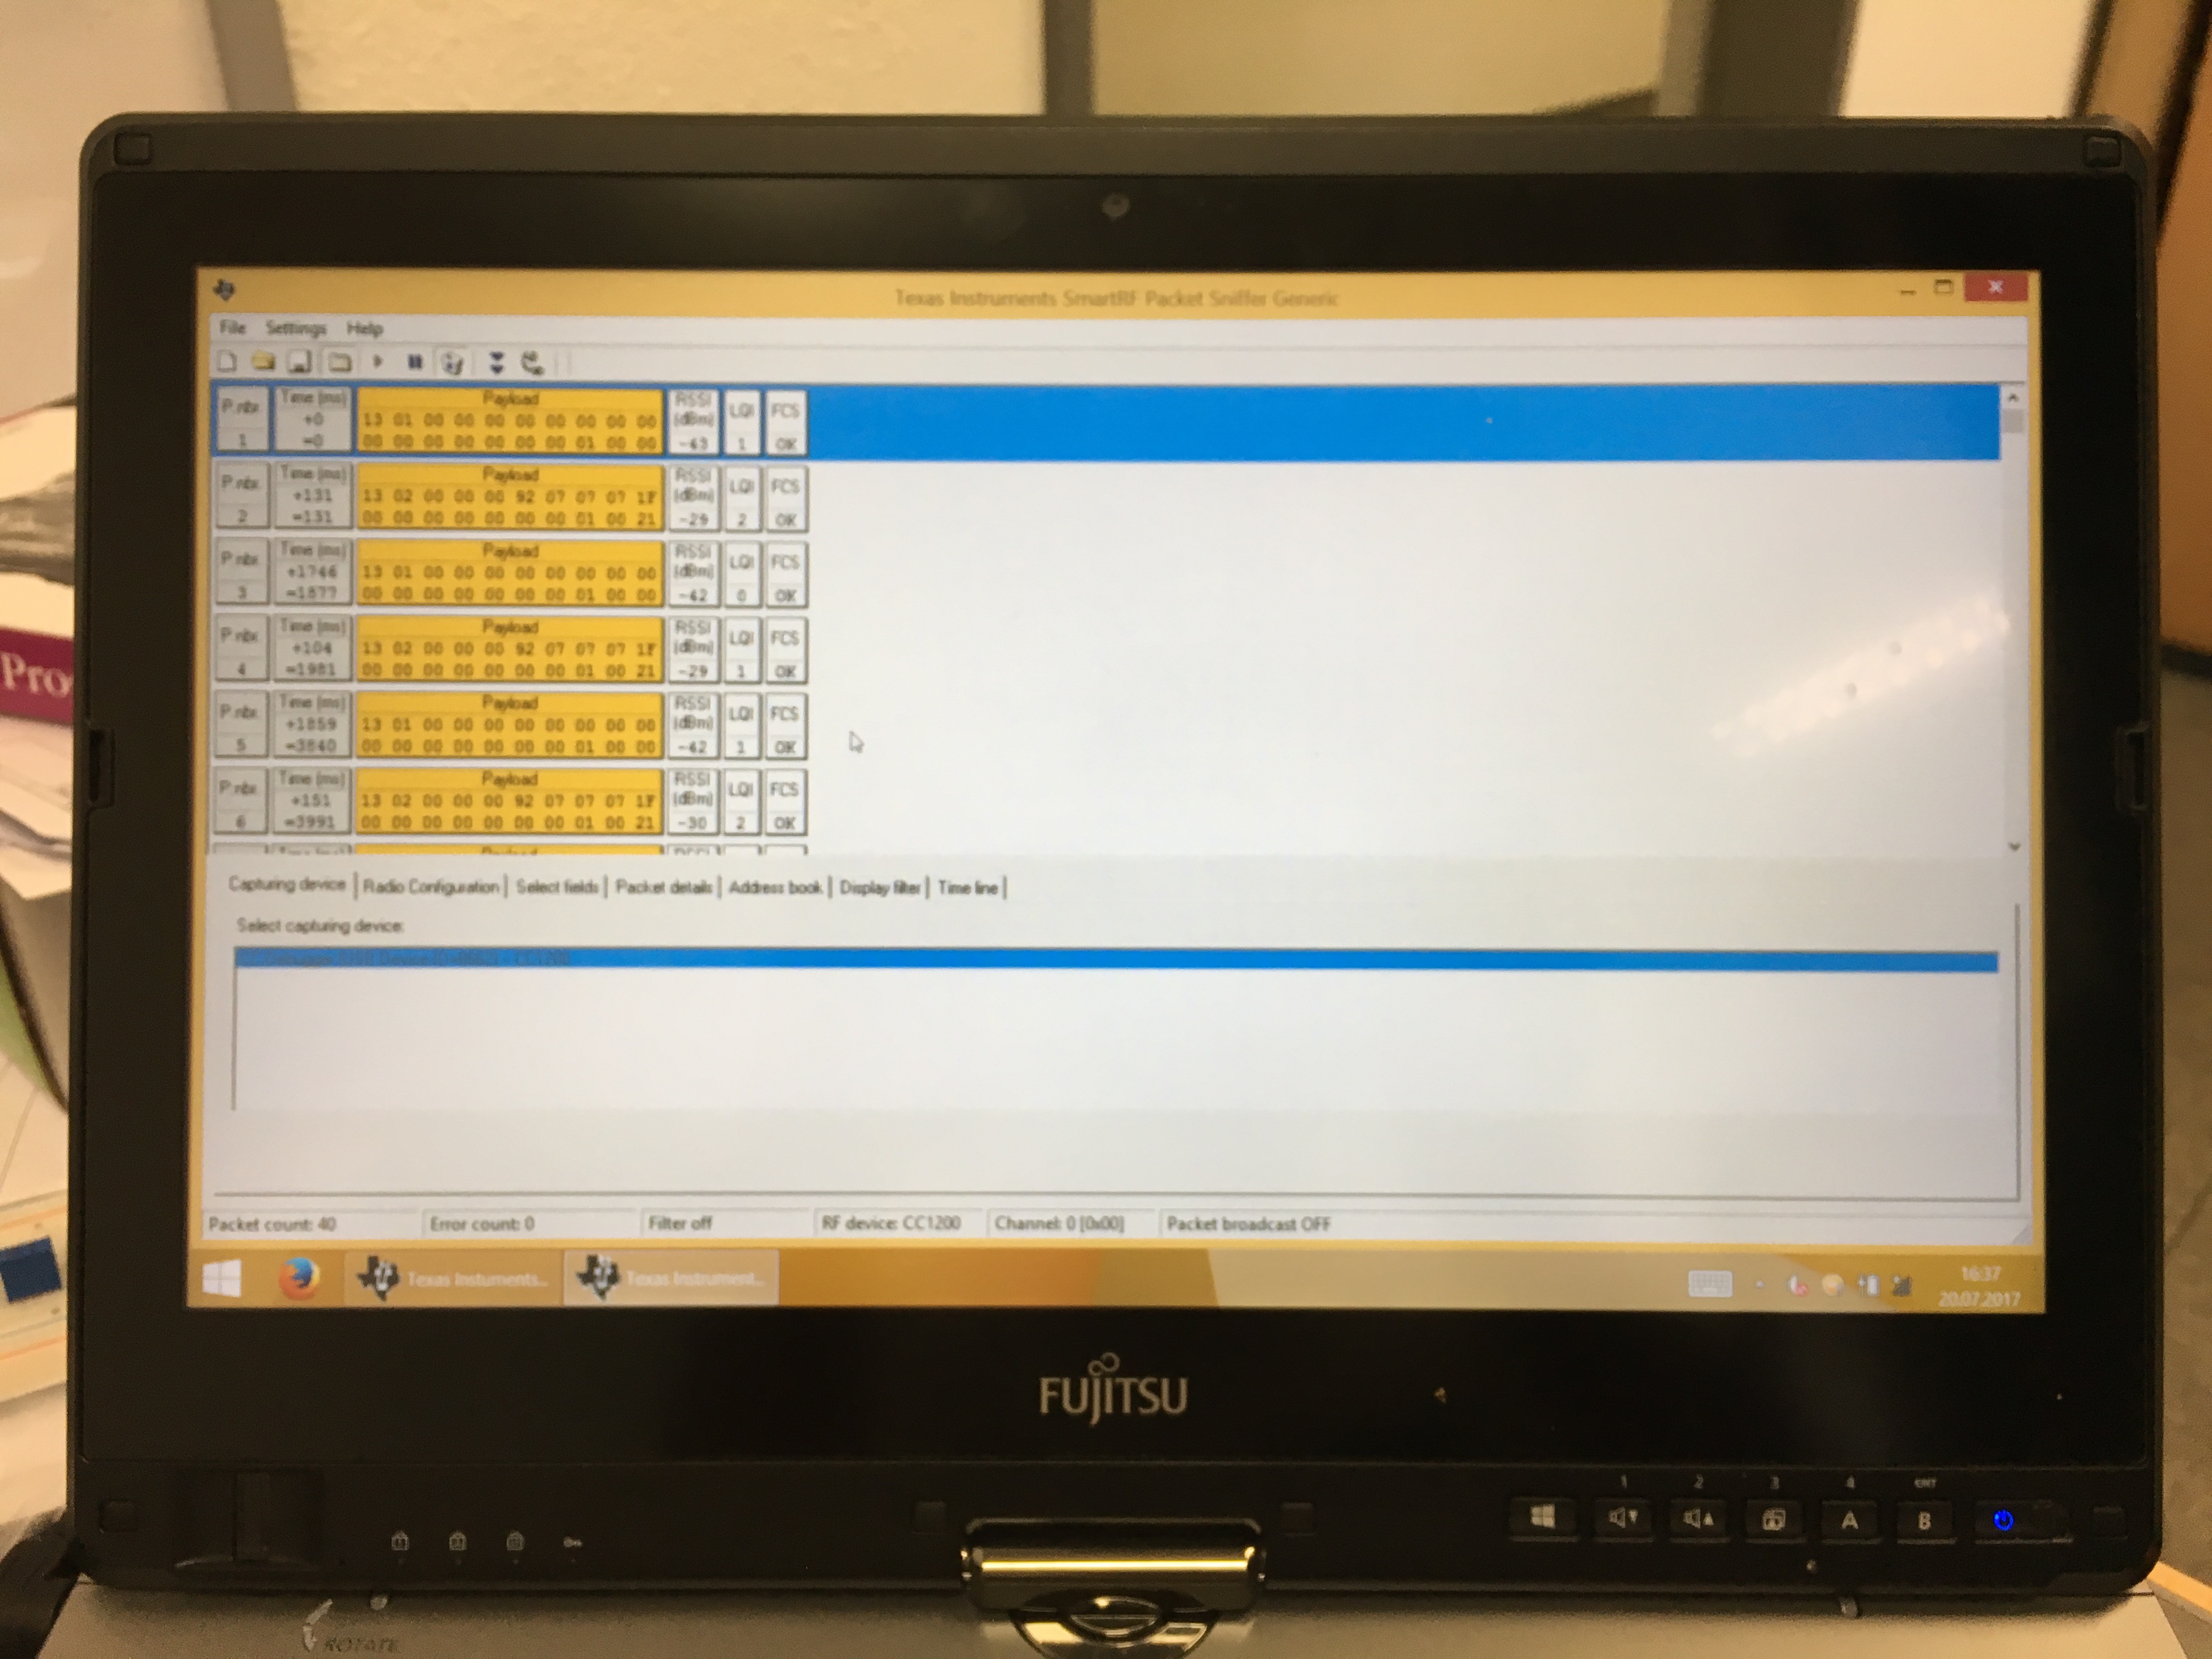 Texas Instruments SmartRF Packet Sniffer Generic
File Settings Help
P.nbr. Time (ms) Payload RSSI LQI FCS
+0 13 01 00 00 00 00 00 00 00 00 (dBm)
1 =0 00 00 00 00 00 00 00 01 00 00 -43 1 OK
P.nbr. Time (ms) Payload RSSI LQI FCS
+131 13 02 00 00 00 92 07 07 07 1F (dBm)
2 =131 00 00 00 00 00 00 00 01 00 21 -29 2 OK
P.nbr. Time (ms) Payload RSSI LQI FCS
+1746 13 01 00 00 00 00 00 00 00 00 (dBm)
3 =1877 00 00 00 00 00 00 00 01 00 00 -42 0 OK
P.nbr. Time (ms) Payload RSSI LQI FCS
+104 13 02 00 00 00 92 07 07 07 1F (dBm)
4 =1981 00 00 00 00 00 00 00 01 00 21 -29 1 OK
P.nbr. Time (ms) Payload RSSI LQI FCS
+1859 13 01 00 00 00 00 00 00 00 00 (dBm)
5 =3840 00 00 00 00 00 00 00 01 00 00 -42 1 OK
P.nbr. Time (ms) Payload RSSI LQI FCS
+151 13 02 00 00 00 92 07 07 07 1F (dBm)
6 =3991 00 00 00 00 00 00 00 01 00 21 -30 2 OK
Pro
Capturing device Radio Configuration Select fields Packet details Address book Display filter Time line
Select capturing device:
CC1200
Packet count: 40 Error count: 0 Filter off RF device: CC1200 Channel: 0 [0x00] Packet broadcast OFF
Texas Instuments... Texas Instrument...
16:37
20.07.2017
FUJITSU
1 2 3 4 ENT
A B
ROTATE